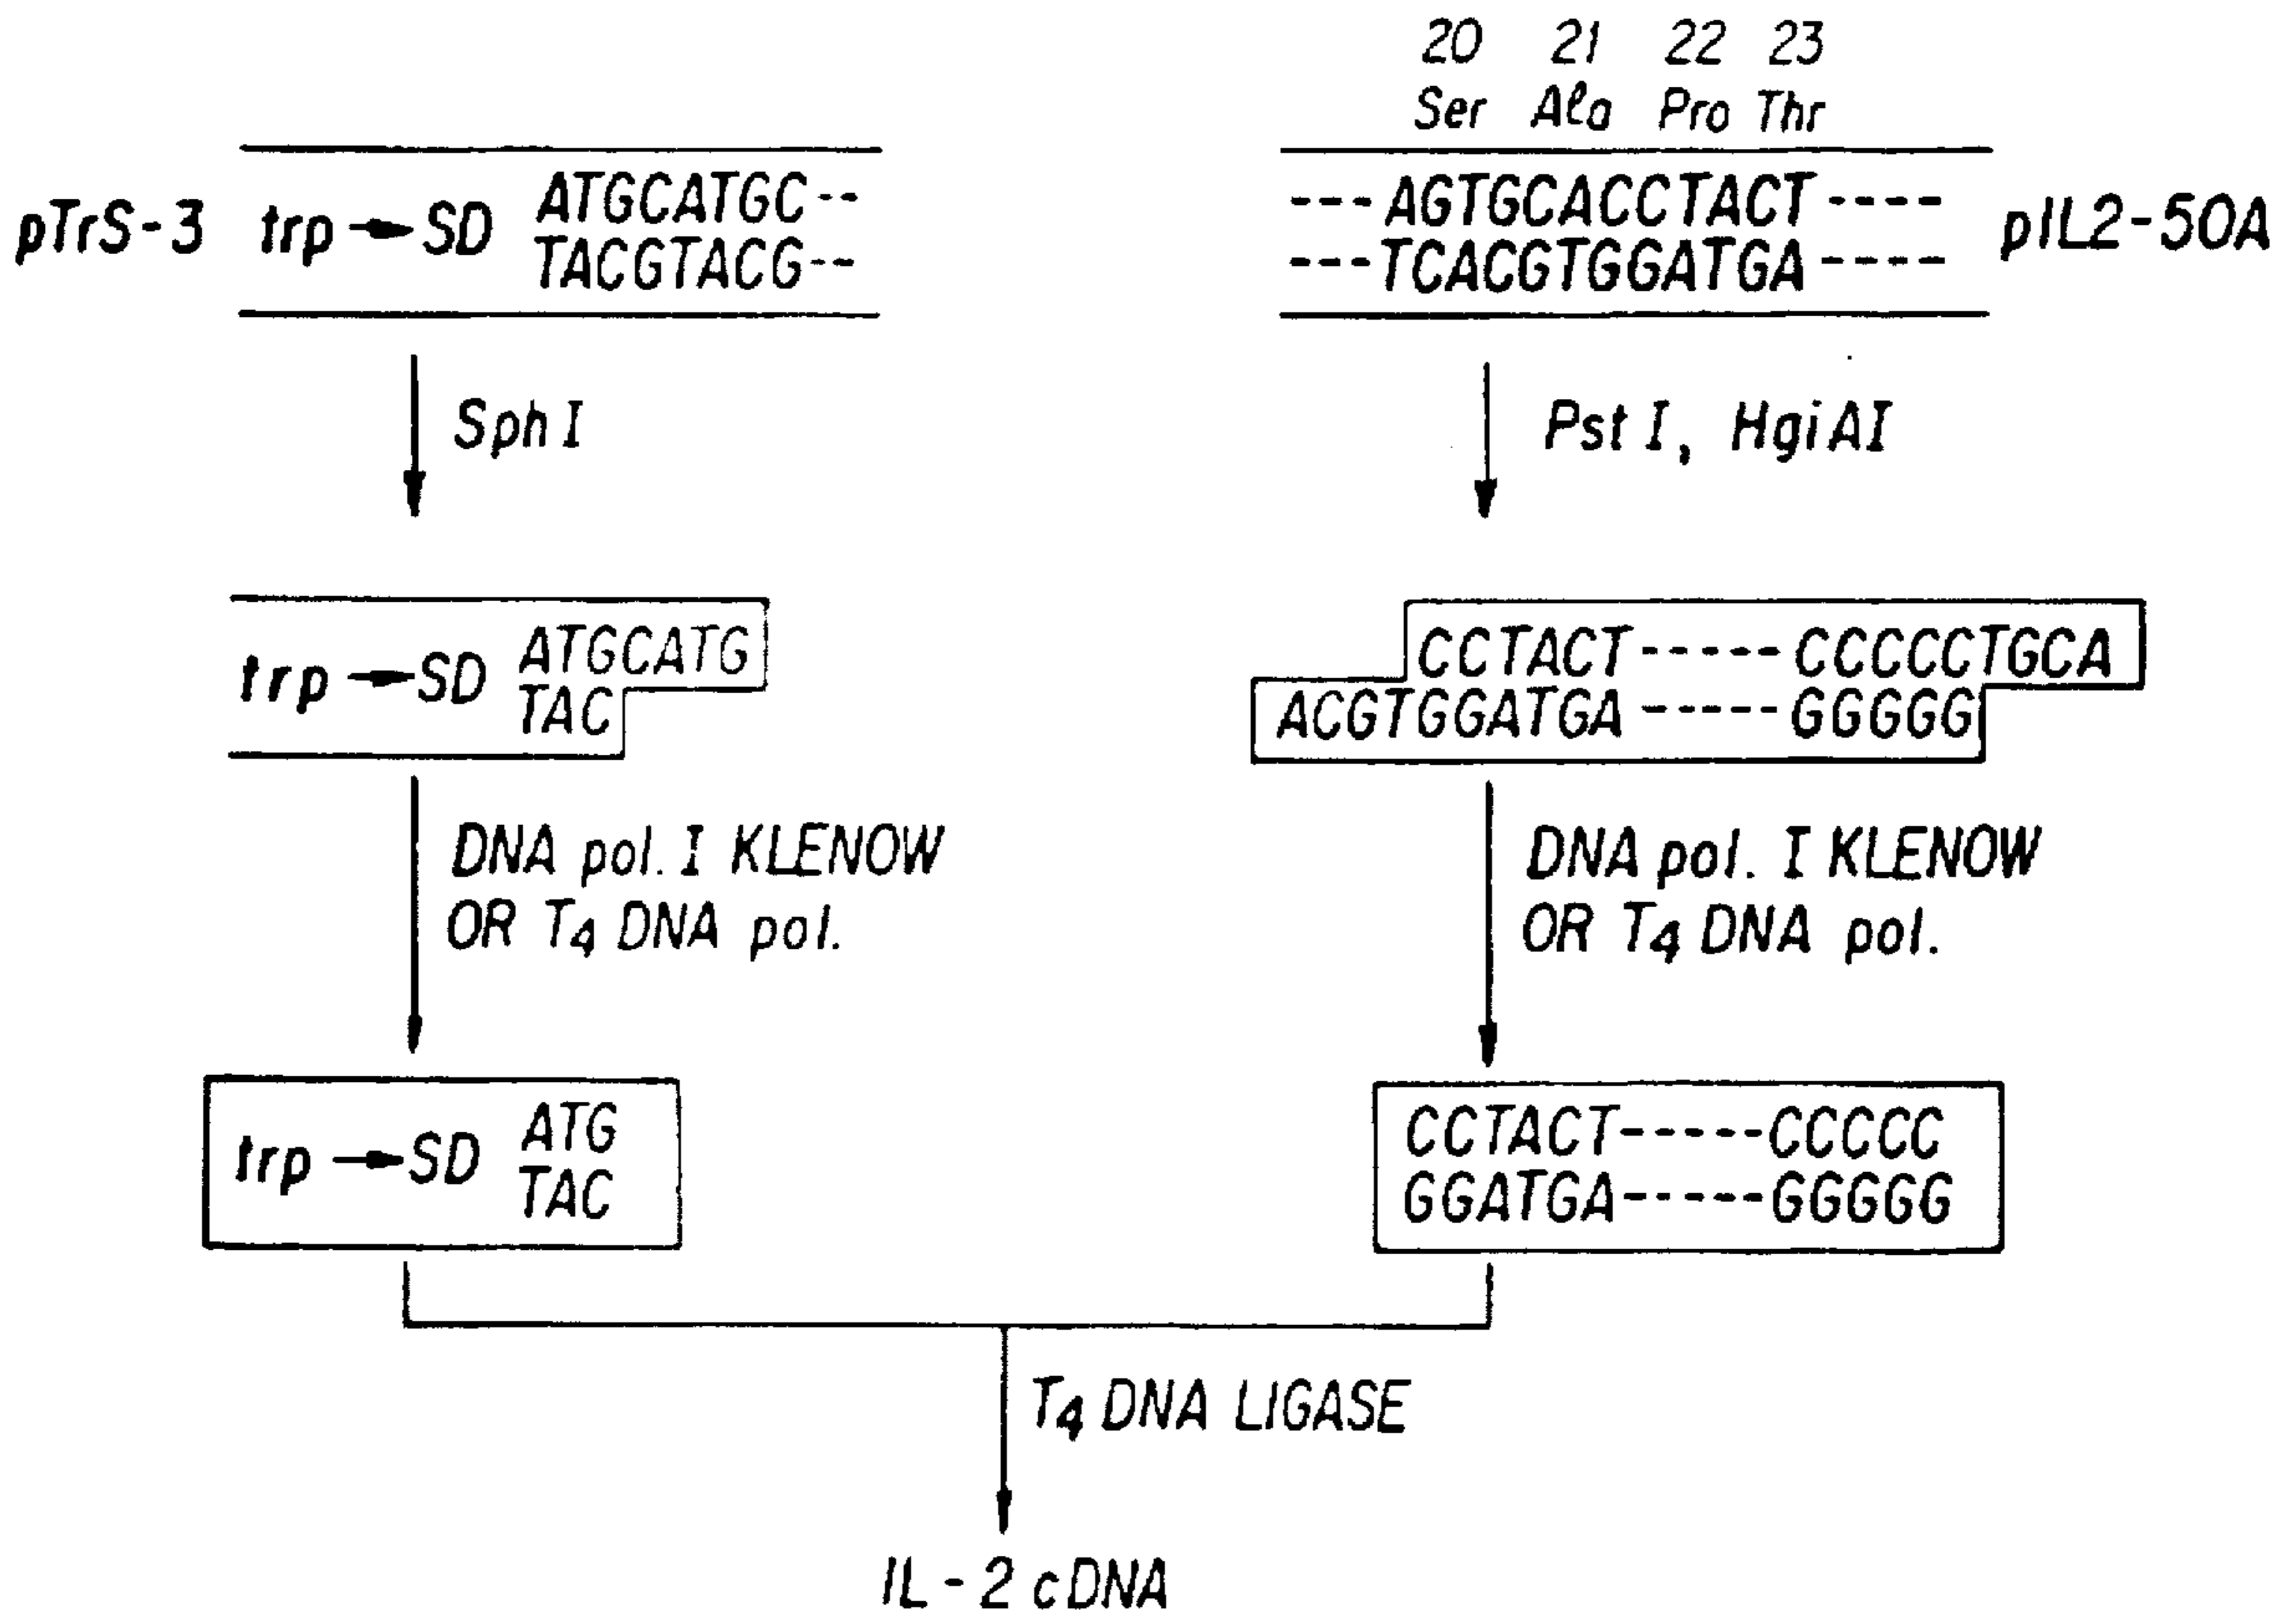 20 21 22 23
Ser Ala Pro Thr
pTrS-3 trp SD ATGCATGC--
TACGTACG--
---AGTGCACCTACT----
---TCACGTGGATGA----
pIL2-50A
Sph I
Pst I, HgiAI
trp SD ATGCATG
TAC
CCTACT-----CCCCCTGCA
ACGTGGATGA-----GGGGG
DNA pol. I KLENOW
OR T4 DNA pol.
DNA pol. I KLENOW
OR T4 DNA pol.
trp SD ATG
TAC
CCTACT-----CCCCC
GGATGA-----GGGGG
T4 DNA LIGASE
IL-2 cDNA